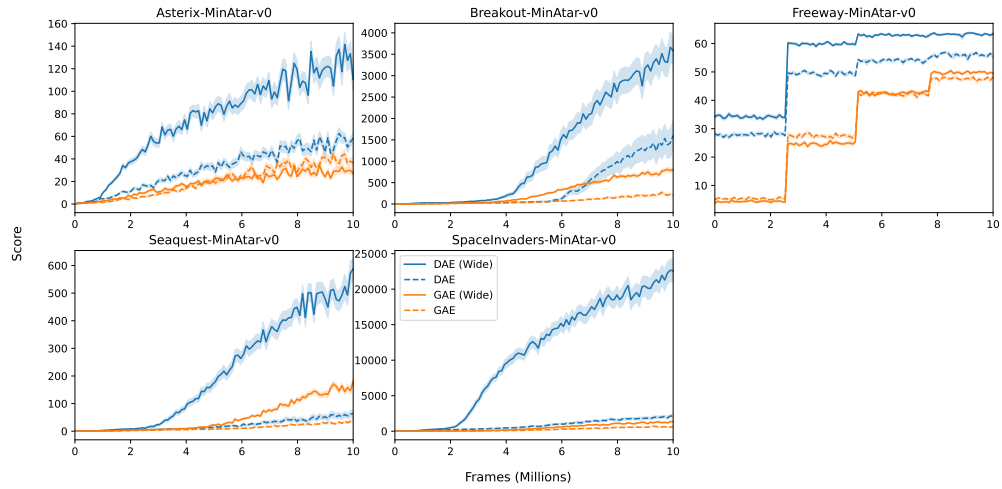 Asterix-MinAtar-v0
160
140
120
100
80
60
40
20
0
0 2 4 6 8 10
Breakout-MinAtar-v0
4000
3500
3000
2500
2000
1500
1000
500
0
0 2 4 6 8 10
Freeway-MinAtar-v0
60
50
40
30
20
10
0 2 4 6 8 10
Score
Seaquest-MinAtar-v0
600
500
400
300
200
100
0
0 2 4 6 8 10
SpaceInvaders-MinAtar-v0
25000
20000
15000
10000
5000
0
0 2 4 6 8 10
DAE (Wide)
DAE
GAE (Wide)
GAE
Frames (Millions)